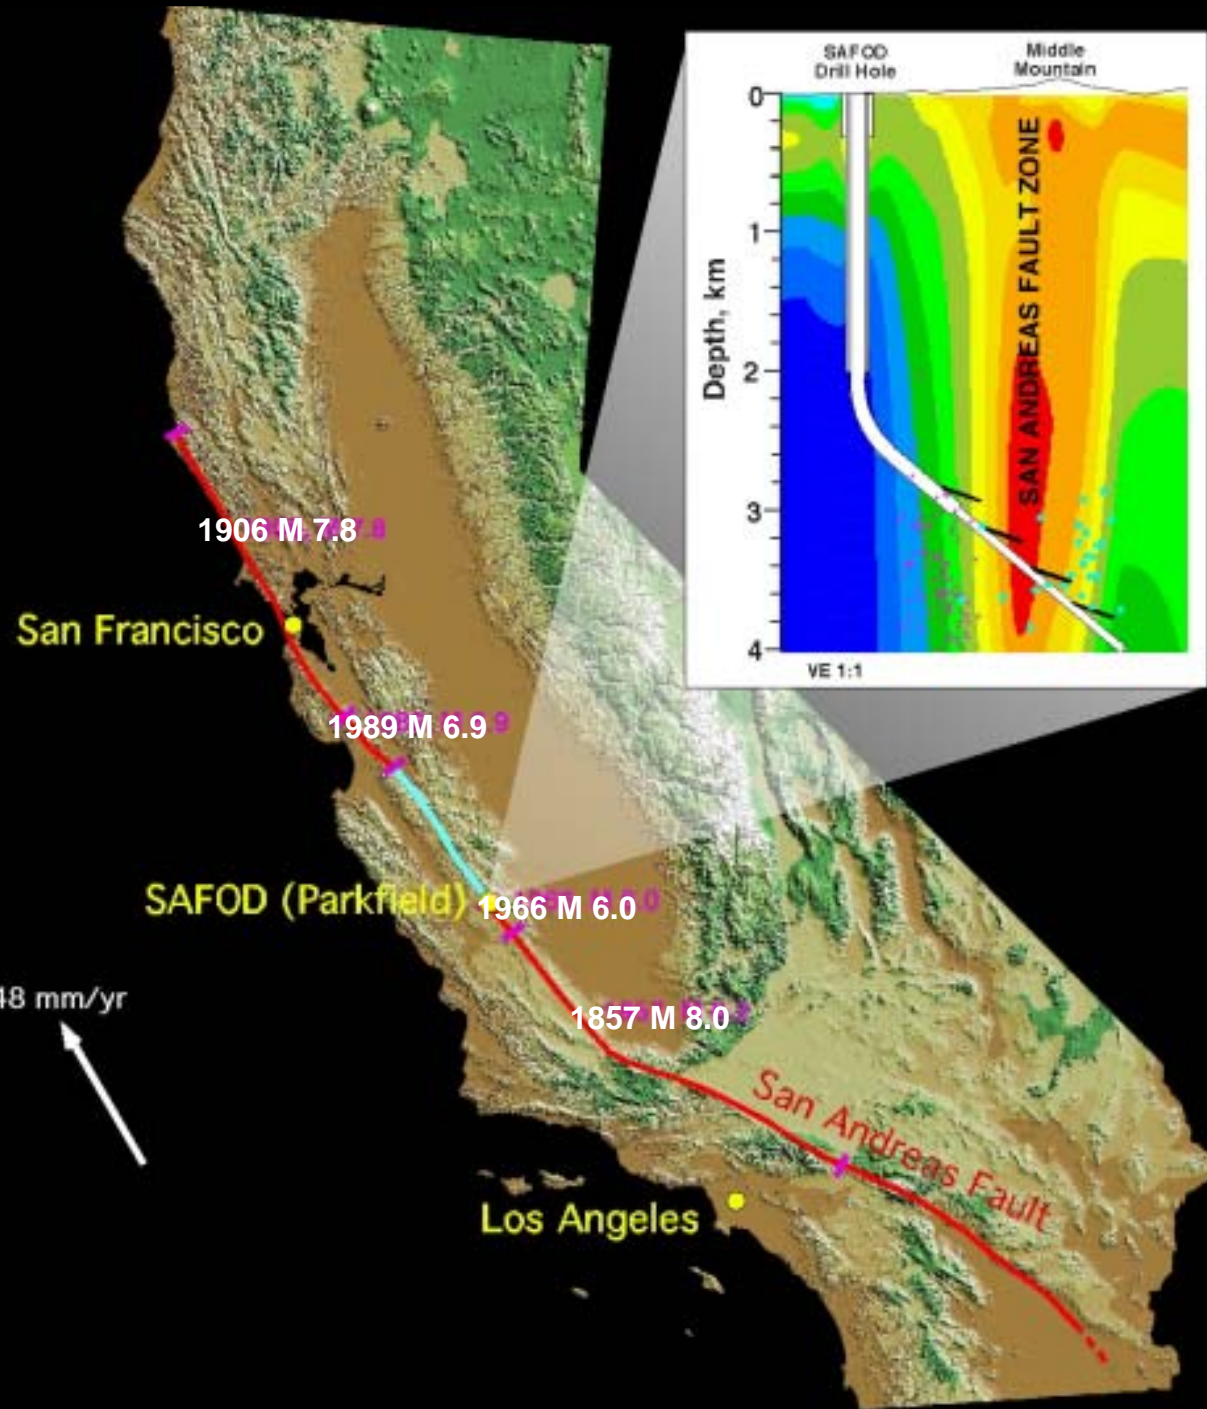 SAFOD
Drill Hole
Middle
Mountain
0
1
2
3
4
Depth, km
SAN ANDREAS FAULT ZONE
VE 1:1
1906 M 7.8
San Francisco
1989 M 6.9
SAFOD (Parkfield)
1966 M 6.0
48 mm/yr
1857 M 8.0
San Andreas Fault
Los Angeles